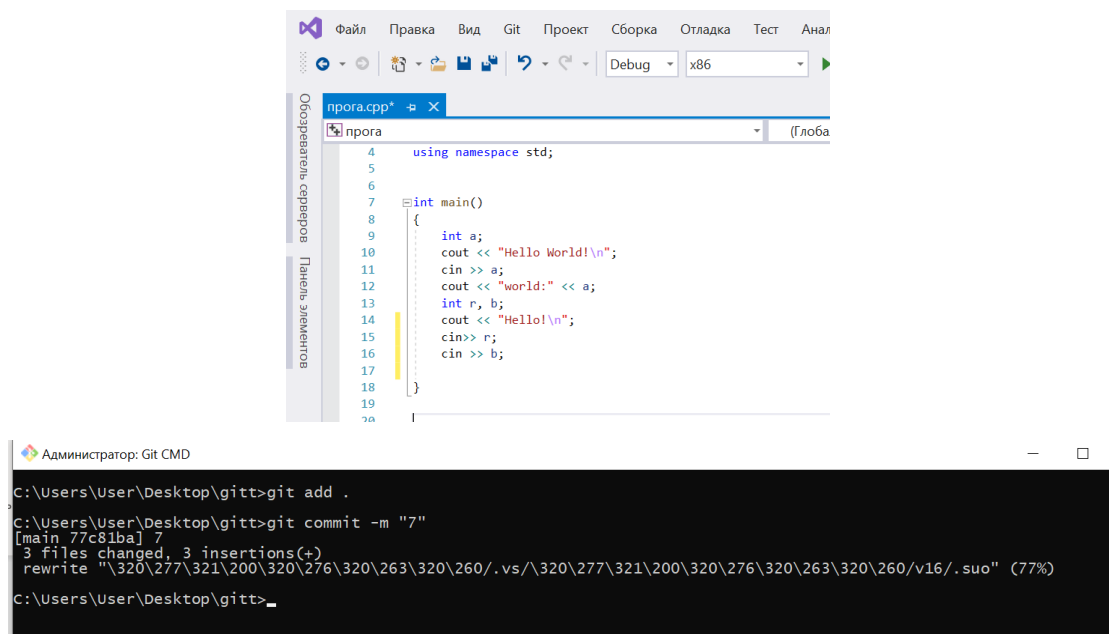 Файл Правка Вид Git Проект Сборка Отладка Тест Анал
Debug x86
Обозреватель серверов
Панель элементов
прога.cpp*
прога (Глоба
4 using namespace std;
5
6
7 int main()
8 {
9 int a;
10 cout << "Hello World!\n";
11 cin >> a;
12 cout << "world:" << a;
13 int r, b;
14 cout << "Hello!\n";
15 cin>> r;
16 cin >> b;
17
18 }
19
20
Администратор: Git CMD
C:\Users\User\Desktop\gitt>git add .
C:\Users\User\Desktop\gitt>git commit -m "7"
[main 77c81ba] 7
3 files changed, 3 insertions(+)
rewrite "\320\277\321\200\320\276\320\263\320\260/.vs/\320\277\321\200\320\276\320\263\320\260/v16/.suo" (77%)
C:\Users\User\Desktop\gitt>